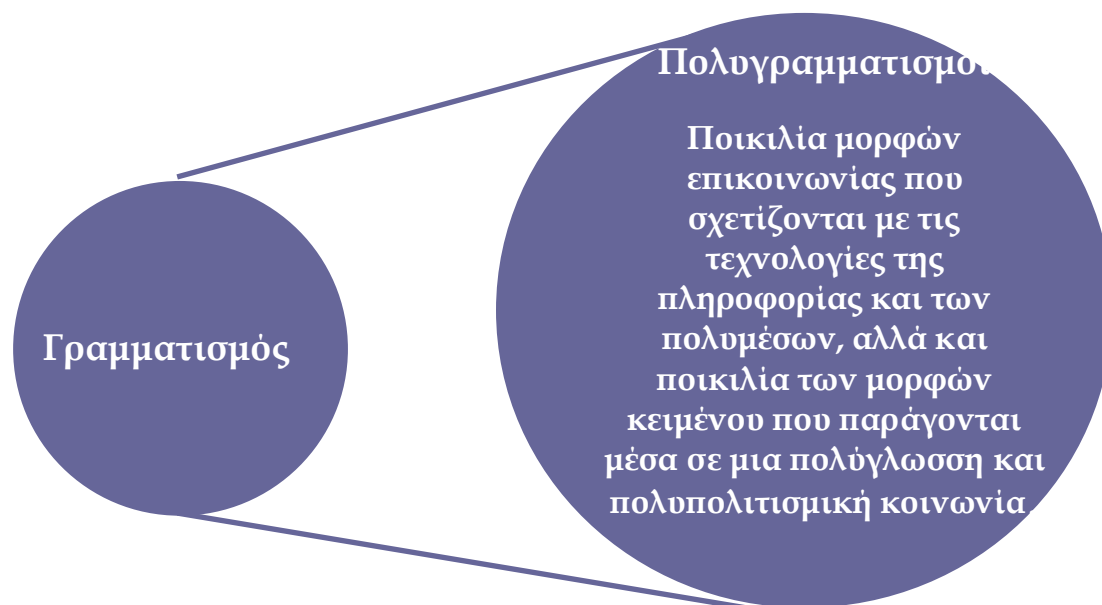 Πολυγραμματισμοί
Ποικιλία μορφών
επικοινωνίας που
σχετίζονται με τις
τεχνολογίες της
πληροφορίας και των
πολυμέσων, αλλά και
ποικιλία των μορφών
κειμένου που παράγονται
μέσα σε μια πολύγλωσση και
πολυπολιτισμική κοινωνία.
Γραμματισμός